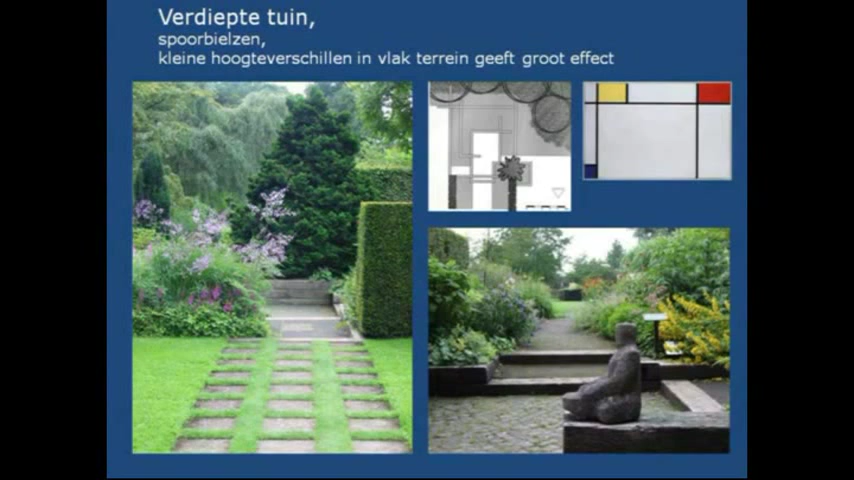 Verdiepte tuin,
spoorbielzen,
kleine hoogteverschillen in vlak terrein geeft groot effect